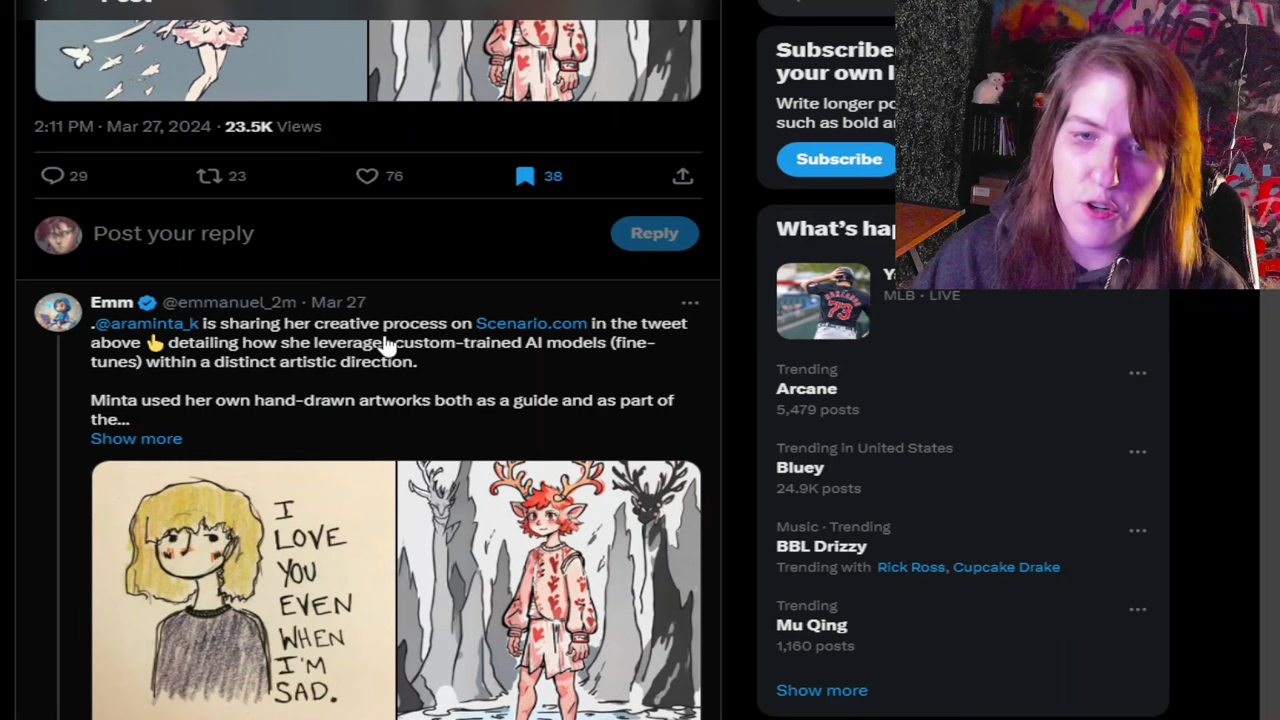 2:11 PM · Mar 27, 2024 · 23.5K Views
29
23
76
38
Post your reply
Reply
Emm @emmanuel_2m · Mar 27
.@araminta_k is sharing her creative process on Scenario.com in the tweet
above 👆 detailing how she leverages custom-trained AI models (fine-
tunes) within a distinct artistic direction.
Minta used her own hand-drawn artworks both as a guide and as part of
the...
Show more
I
LOVE
YOU
EVEN
WHEN
I'M
SAD.
Subscribe
your own
Write longer
such as bold
Subscribe
What's
MLB · LIVE
73
Trending
Arcane
5,479 posts
Trending in United States
Bluey
24.9K posts
Music · Trending
BBL Drizzy
Trending with Rick Ross, Cupcake Drake
Trending
Mu Qing
1,160 posts
Show more